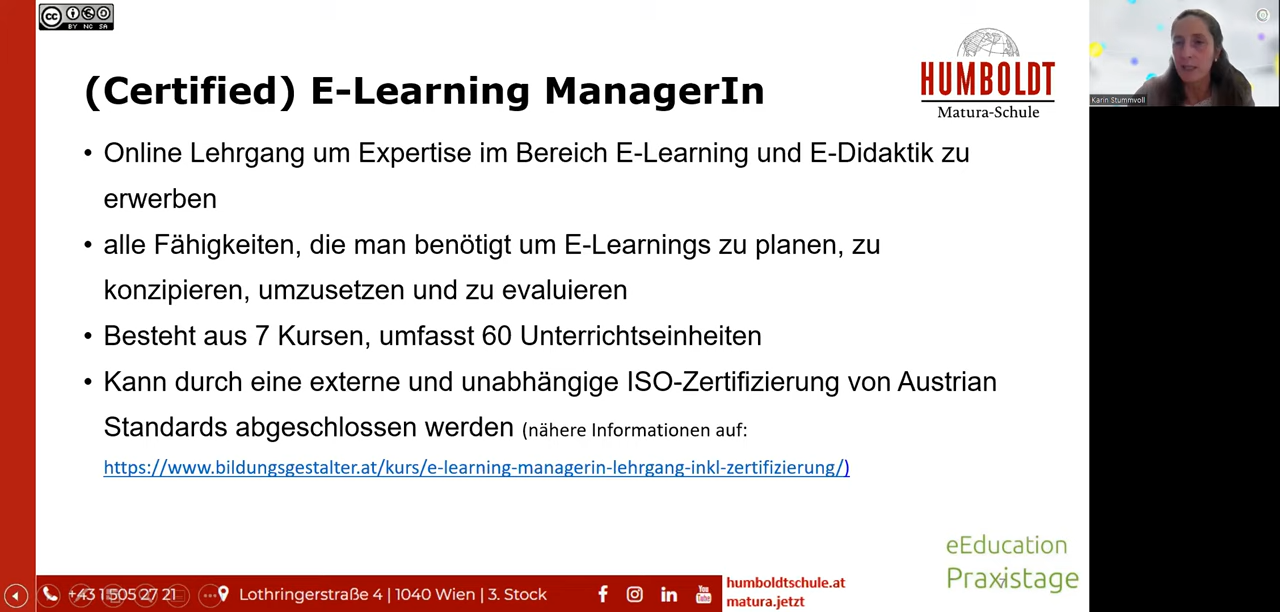 BY NC SA
HUMBOLDT
Matura-Schule
Karin Stummvoll
(Certified) E-Learning ManagerIn
• Online Lehrgang um Expertise im Bereich E-Learning und E-Didaktik zu
erwerben
• alle Fähigkeiten, die man benötigt um E-Learnings zu planen, zu
konzipieren, umzusetzen und zu evaluieren
• Besteht aus 7 Kursen, umfasst 60 Unterrichtseinheiten
• Kann durch eine externe und unabhängige ISO-Zertifizierung von Austrian
Standards abgeschlossen werden (nähere Informationen auf:
https://www.bildungsgestalter.at/kurs/e-learning-managerin-lehrgang-inkl-zertifizierung/)
eEducation
Praxistage
+43 1 505 27 21 Lothringerstraße 4 | 1040 Wien | 3. Stock
humboldtschule.at
matura.jetzt